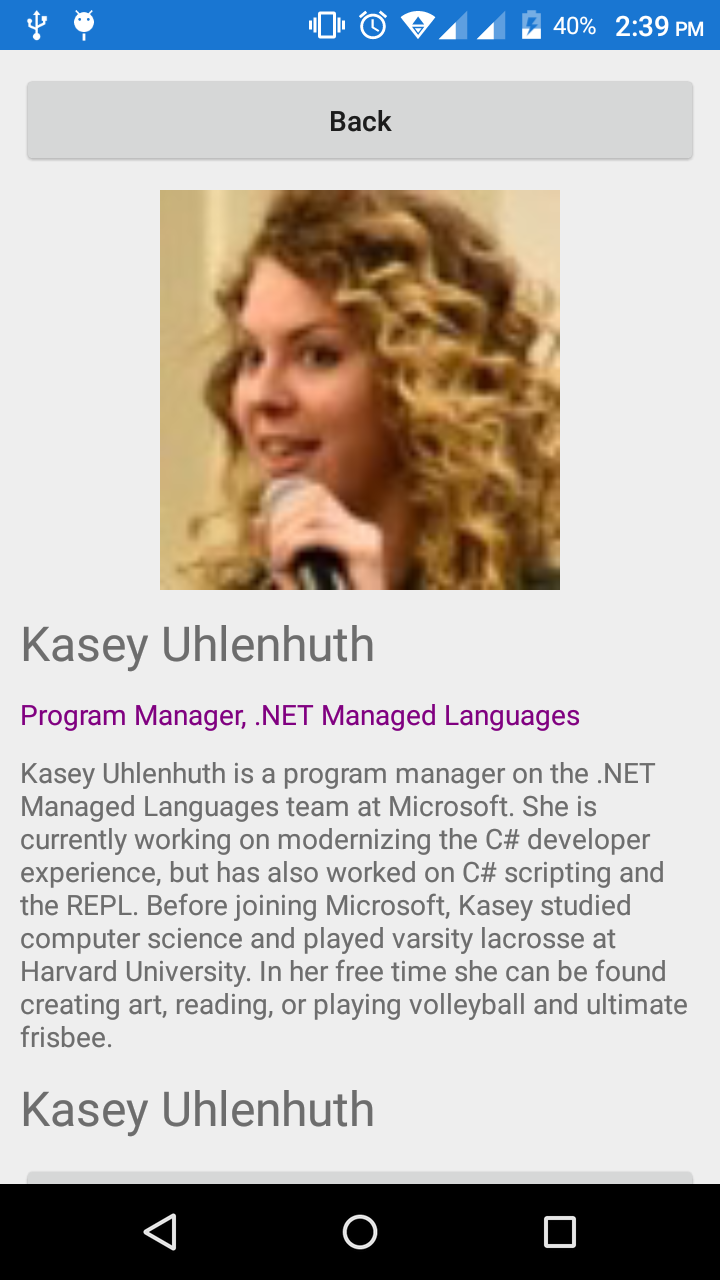 40% 2:39 PM
Back
Kasey Uhlenhuth
Program Manager, .NET Managed Languages
Kasey Uhlenhuth is a program manager on the .NET
Managed Languages team at Microsoft. She is
currently working on modernizing the C# developer
experience, but has also worked on C# scripting and
the REPL. Before joining Microsoft, Kasey studied
computer science and played varsity lacrosse at
Harvard University. In her free time she can be found
creating art, reading, or playing volleyball and ultimate
frisbee.
Kasey Uhlenhuth